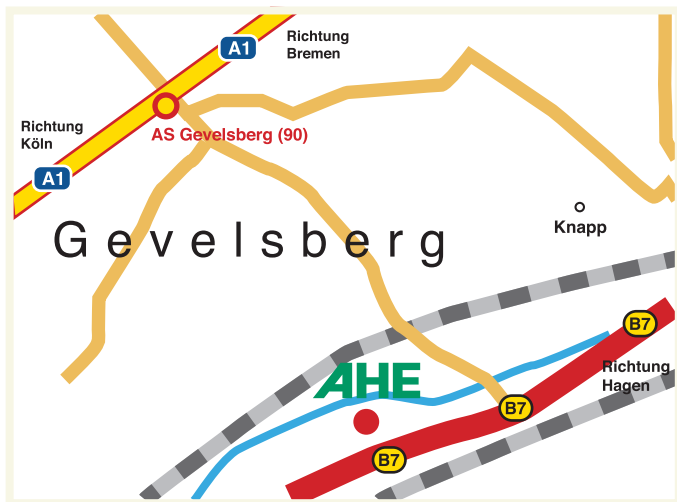 Richtung
Bremen
A1
AS Gevelsberg (90)
Richtung
Köln
A1
Knapp
Gevelsberg
B7
Richtung
Hagen
AHE
B7
B7